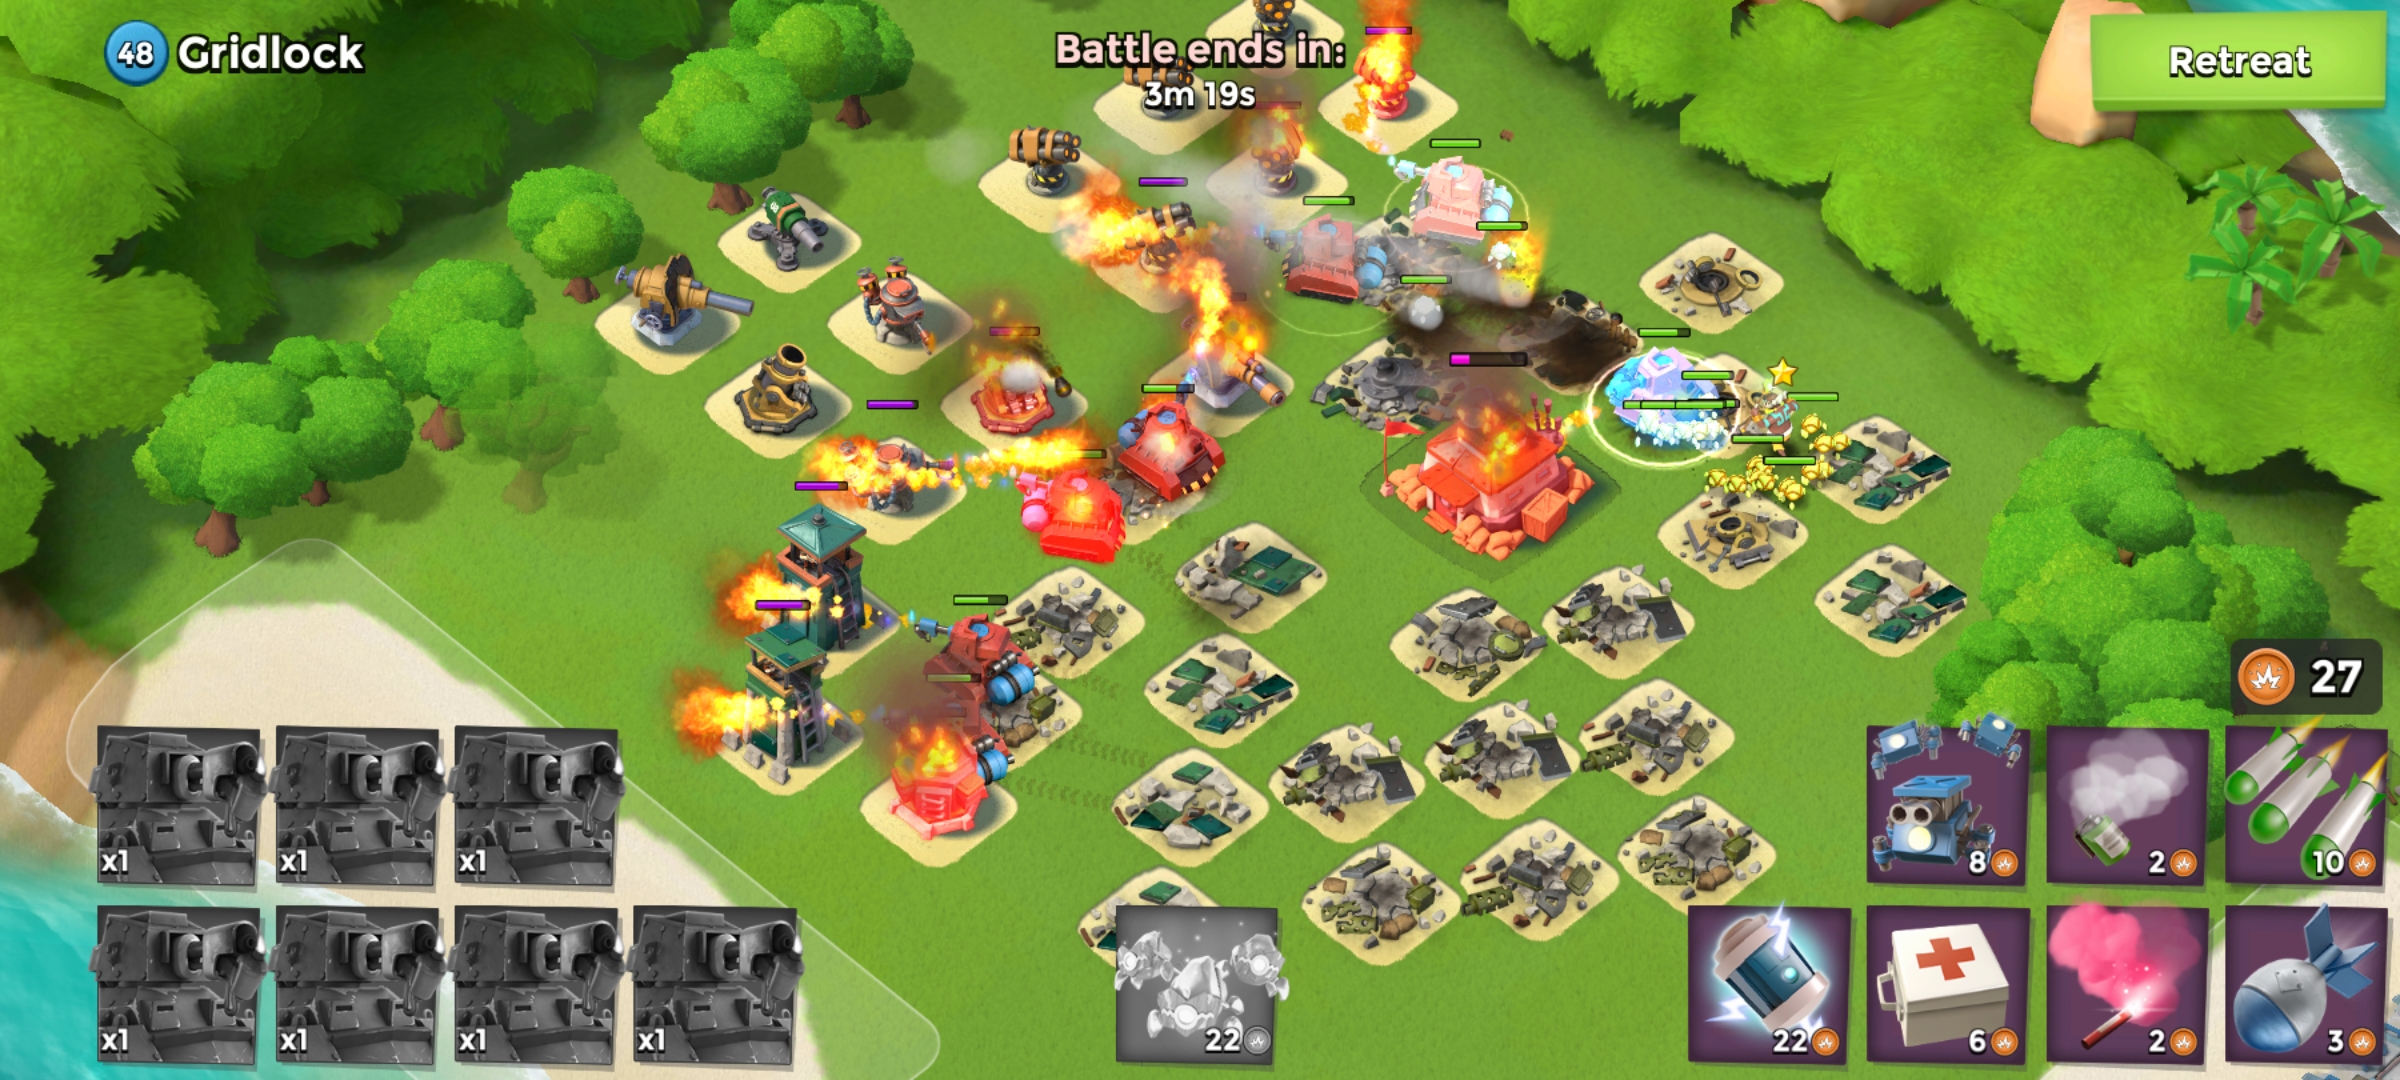 48 Gridlock
Battle ends in:
3m 19s
Retreat
27
x1 x1 x1
8 2 10
x1 x1 x1 x1
22
22 6 2 3